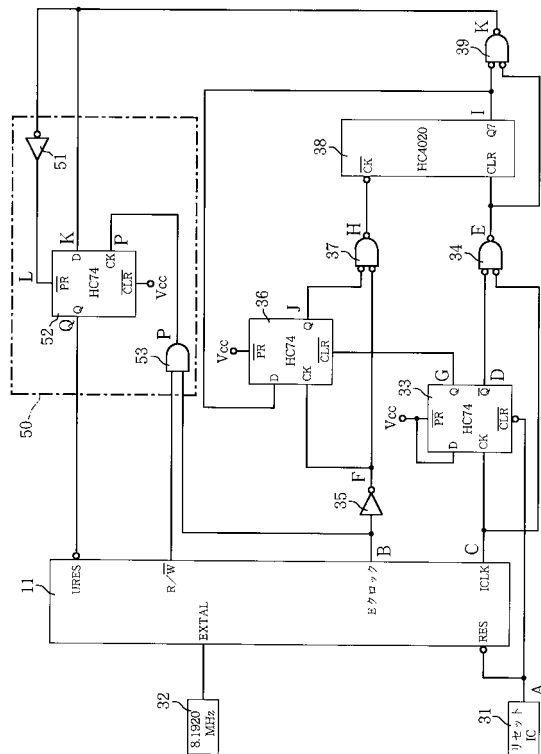 50
51
L
K
P
52
PR
D
HC74
Q
CK
CLR
Q
Vcc
P
53
K
39
I
38
CK
HC4020
Q7
CLR
H
37
E
34
36
J
Vcc
PR
Q
D
HC74
CK
CLR
G
D
33
Vcc
PR
Q
D
HC74
Q
CK
CLR
F
35
B
C
11
URES
R/W
EXTAL
Eクロック
ICLK
RES
32
8.1920
MHz
31
リセット
IC
A